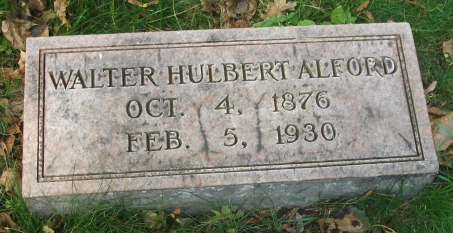 WALTER HULBERT ALFORD
OCT. 4, 1876
FEB. 5, 1930